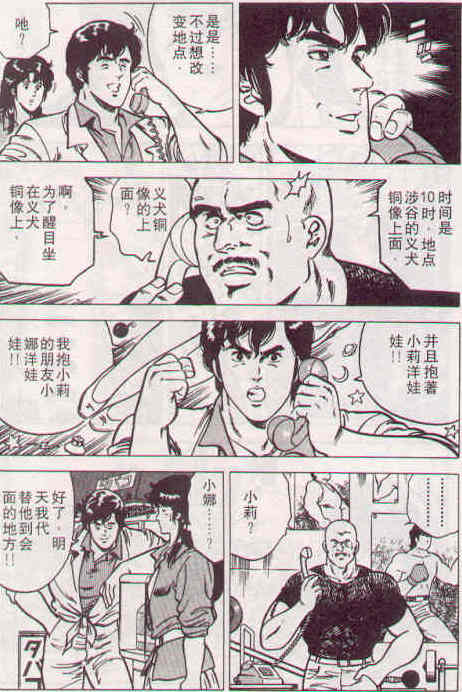 是是……
不过想改
变地点．
吔？
时间是
10时．地点
涉谷的义犬
铜像上面．
义犬铜
像的上
面？
啊．
为了醒目坐
在义犬
铜像上．
并且抱著
小莉洋娃
娃!!
我抱小莉
的朋友小
娜洋娃
娃!!
…………
…………
小莉？
小娜……？
好了．明
天我代
替他到会
面的地方!!
タバ